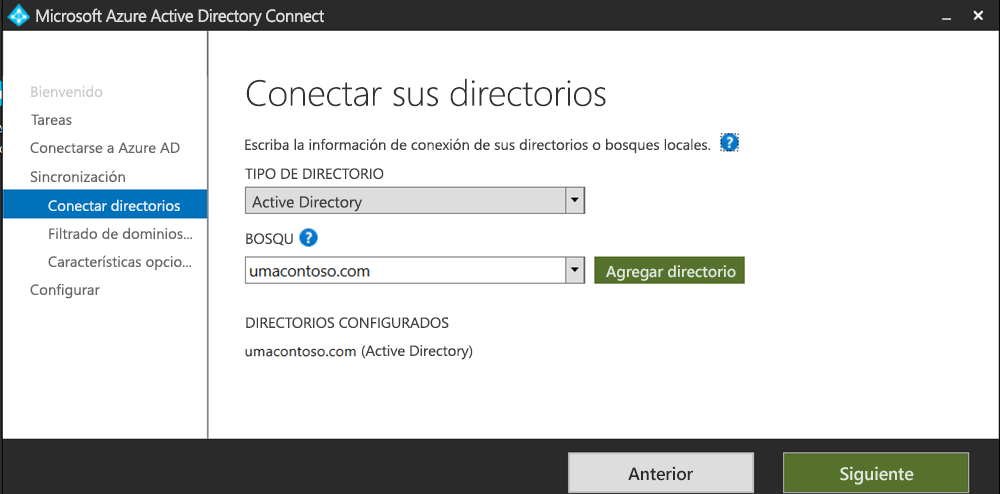 Microsoft Azure Active Directory Connect
Bienvenido
Tareas
Conectarse a Azure AD
Sincronización
Conectar directorios
Filtrado de dominios...
Características opcio...
Configurar
Conectar sus directorios
Escriba la información de conexión de sus directorios o bosques locales. ?
TIPO DE DIRECTORIO
Active Directory
BOSQU ?
umacontoso.com
Agregar directorio
DIRECTORIOS CONFIGURADOS
umacontoso.com (Active Directory)
Anterior
Siguiente